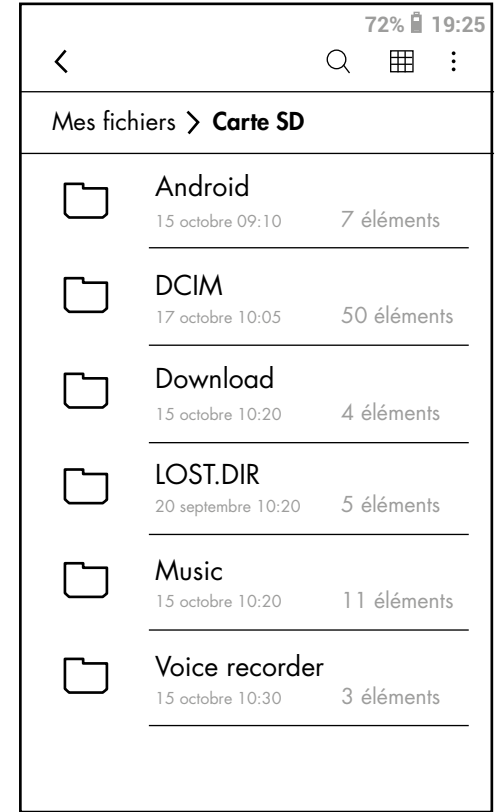 72% 19:25
Mes fichiers > Carte SD
Android
15 octobre 09:10 7 éléments
DCIM
17 octobre 10:05 50 éléments
Download
15 octobre 10:20 4 éléments
LOST.DIR
20 septembre 10:20 5 éléments
Music
15 octobre 10:20 11 éléments
Voice recorder
15 octobre 10:30 3 éléments